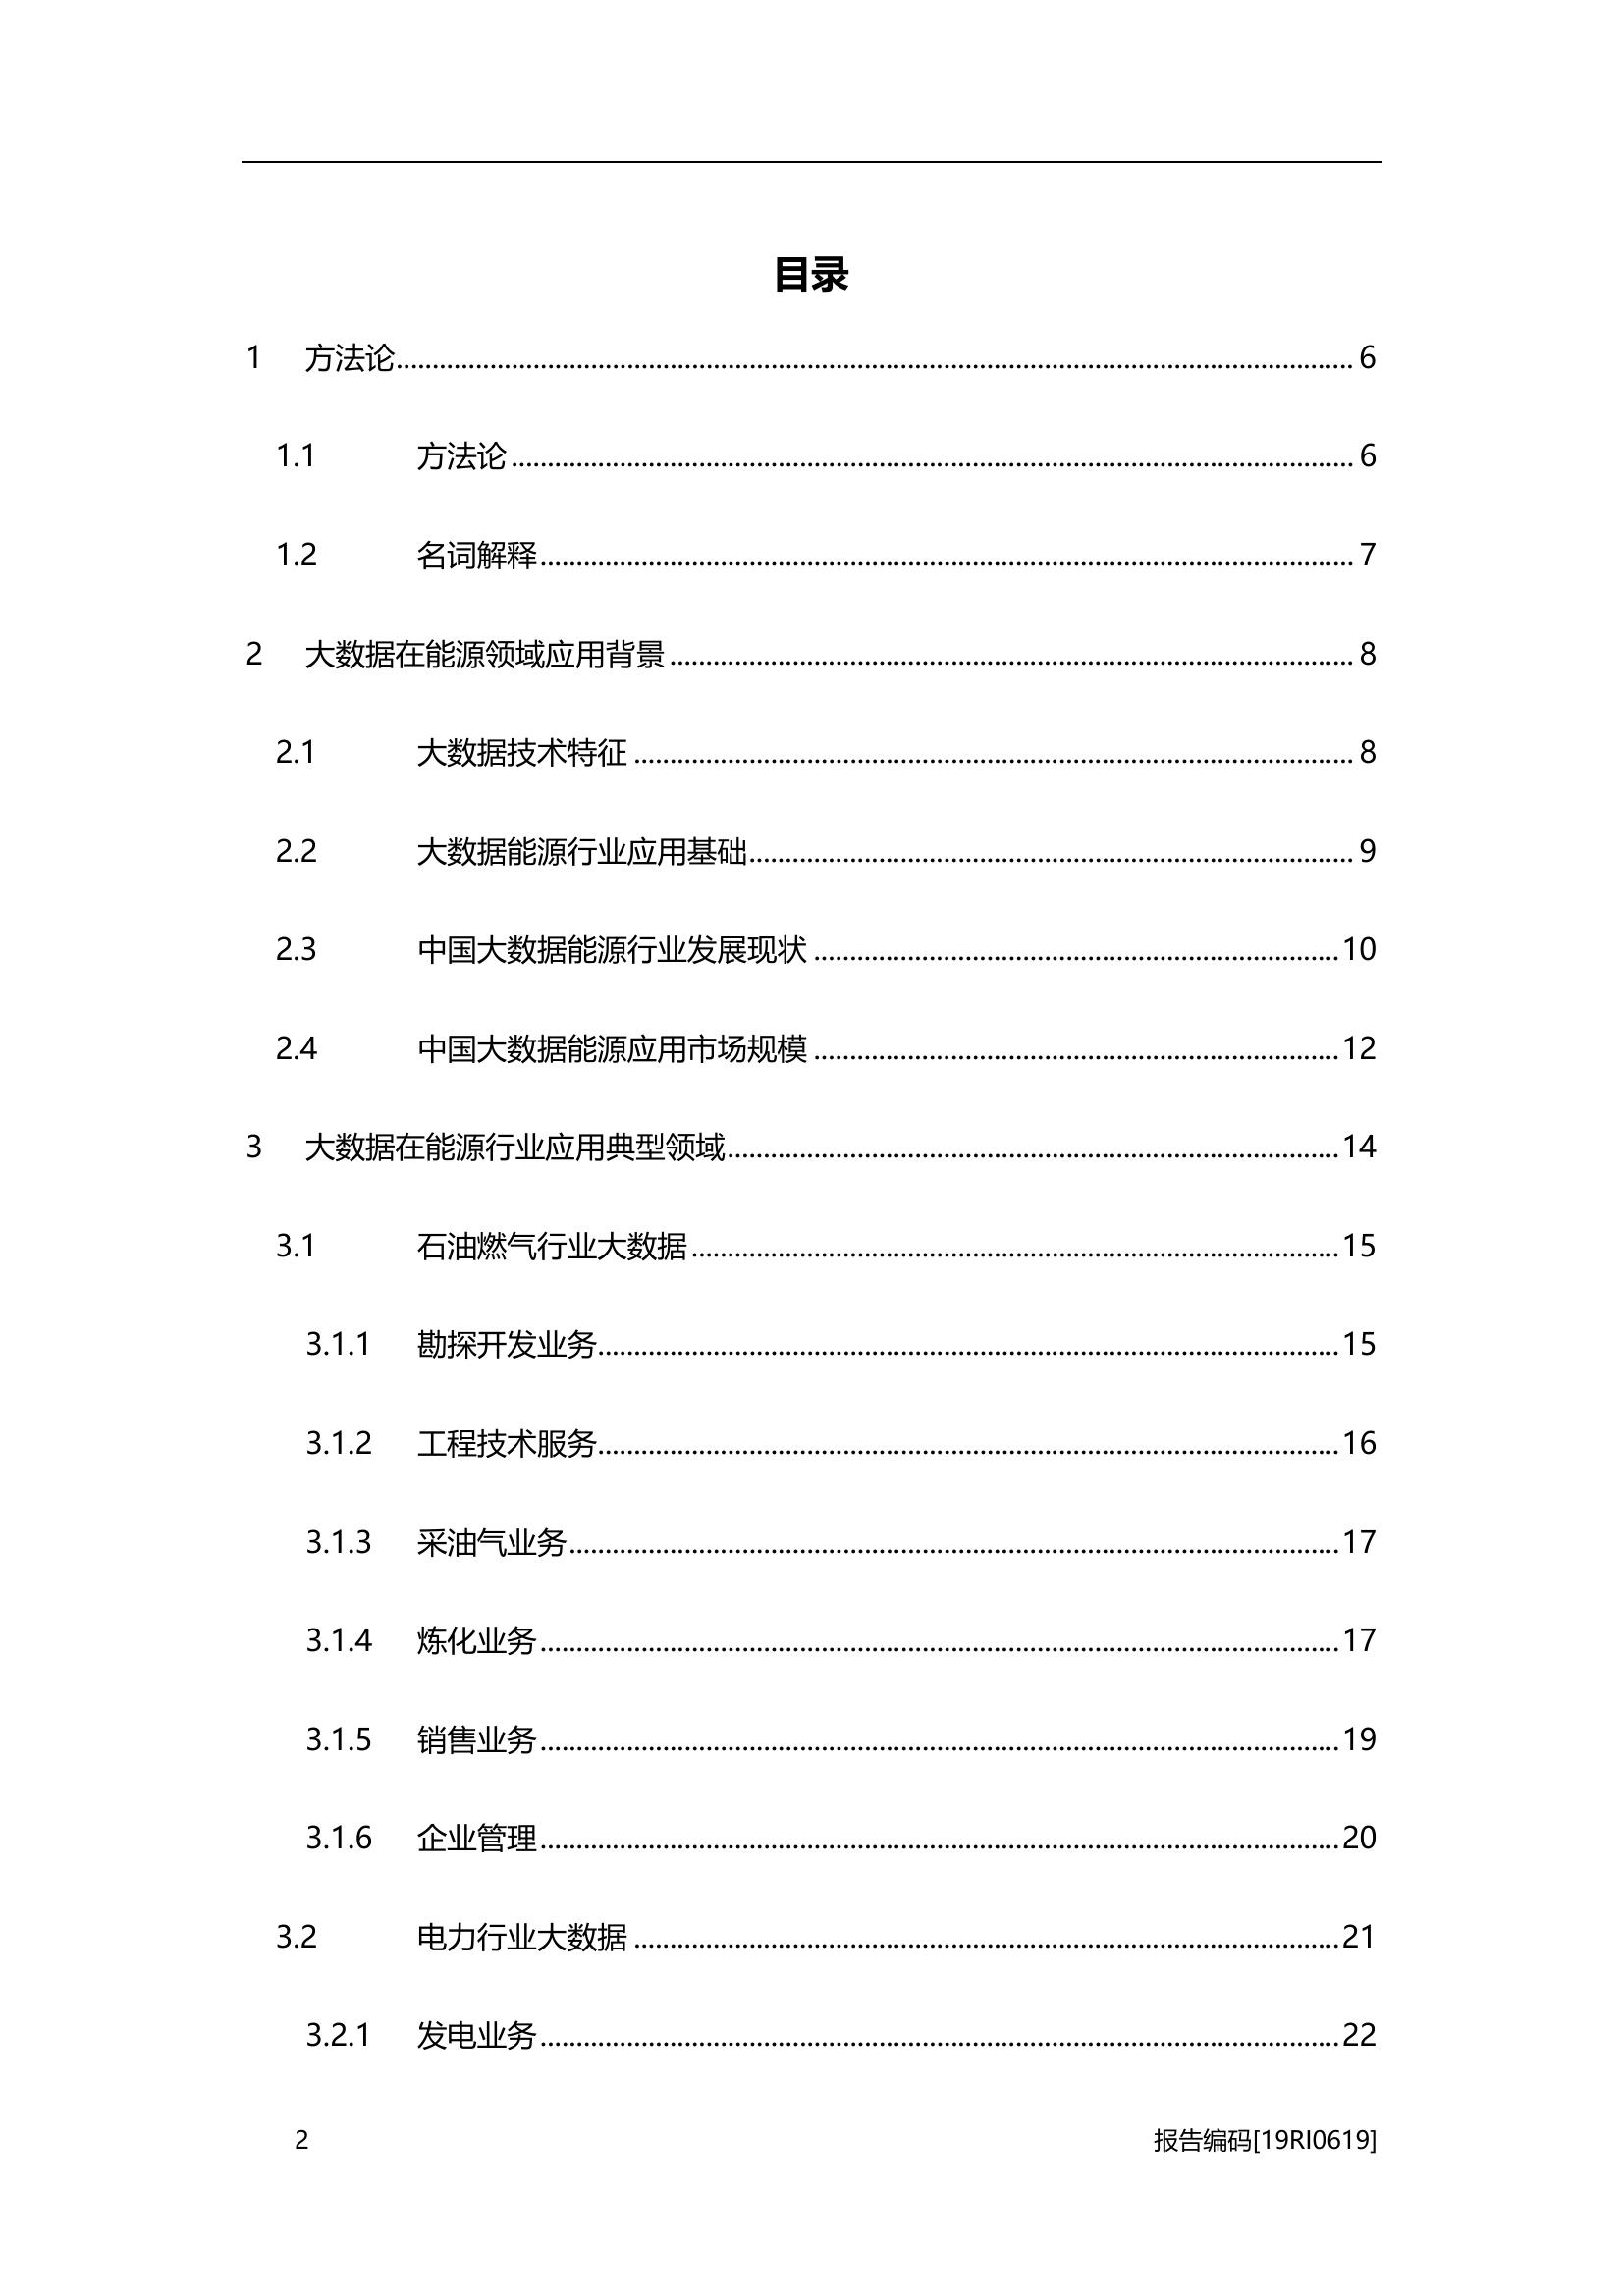 目录
1 方法论........................ 6
1.1 方法论........................ 6
1.2 名词解释........................ 7
2 大数据在能源领域应用背景........................ 8
2.1 大数据技术特征........................ 8
2.2 大数据能源行业应用基础........................ 9
2.3 中国大数据能源行业发展现状........................ 10
2.4 中国大数据能源应用市场规模........................ 12
3 大数据在能源行业应用典型领域........................ 14
3.1 石油燃气行业大数据........................ 15
3.1.1 勘探开发业务........................ 15
3.1.2 工程技术服务........................ 16
3.1.3 采油气业务........................ 17
3.1.4 炼化业务........................ 17
3.1.5 销售业务........................ 19
3.1.6 企业管理........................ 20
3.2 电力行业大数据........................ 21
3.2.1 发电业务........................ 22
2 报告编码[19RI0619]